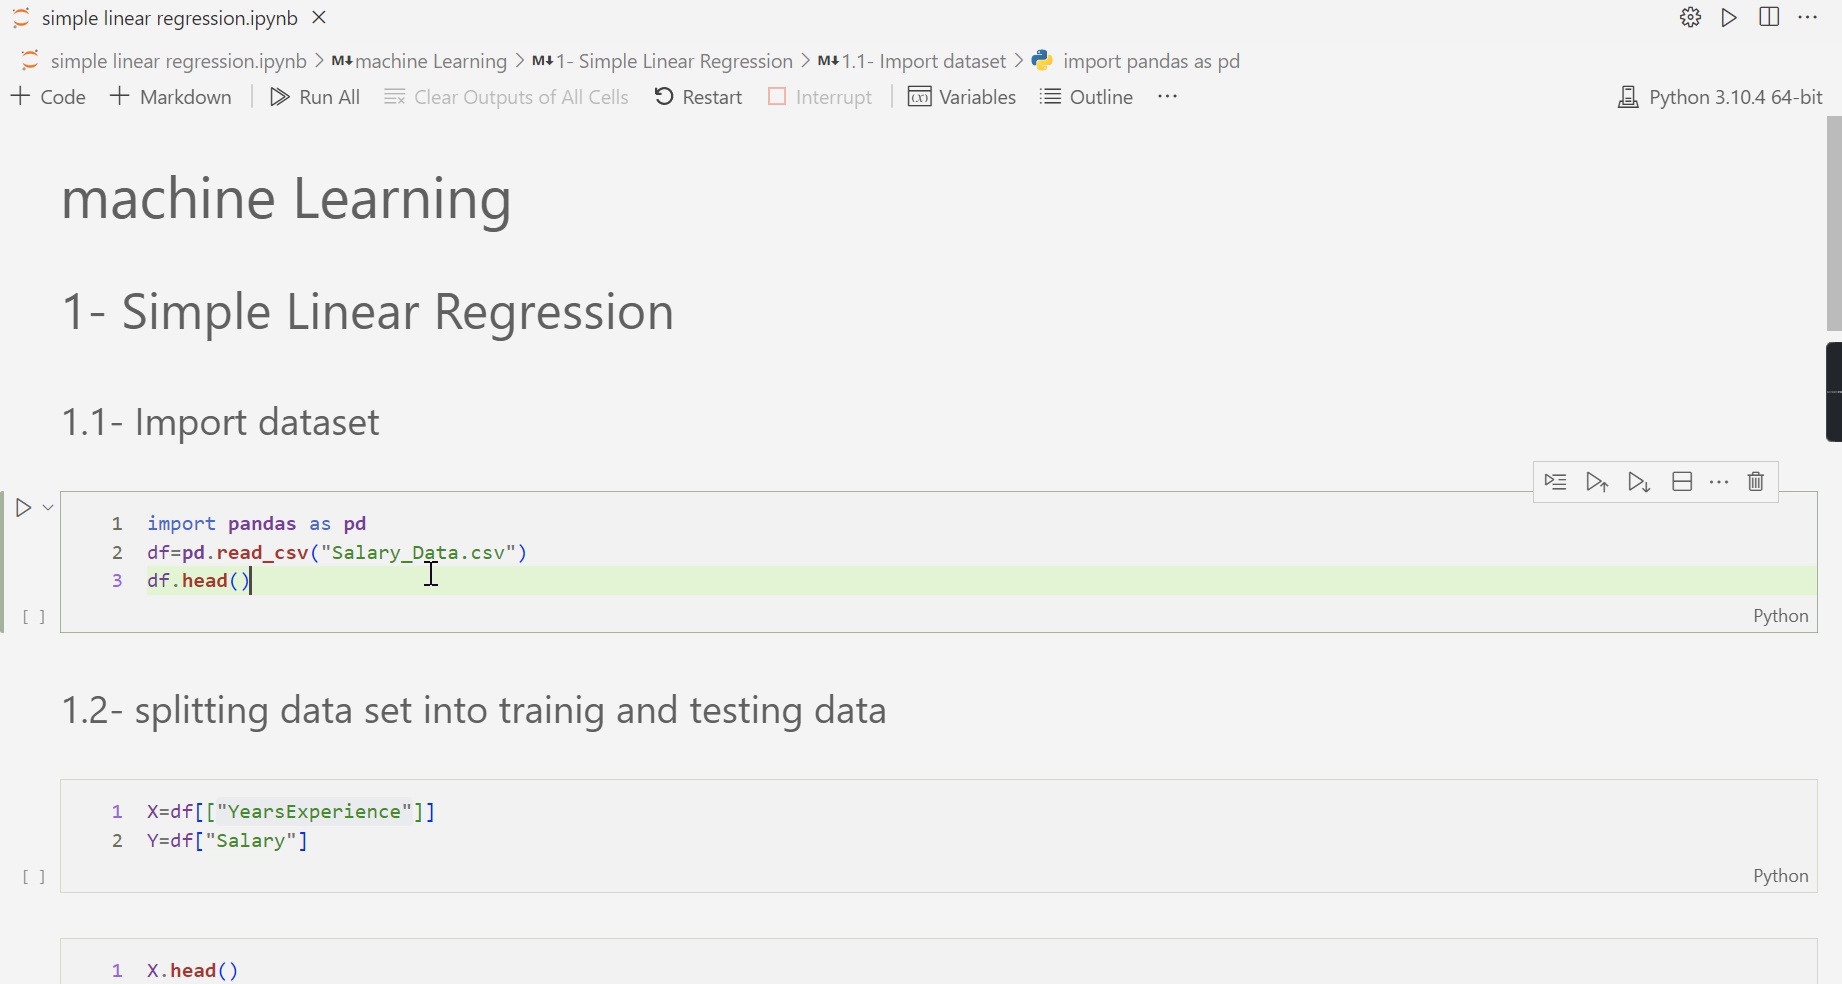 simple linear regression.ipynb
simple linear regression.ipynb > M↓ machine Learning > M↓ 1- Simple Linear Regression > M↓ 1.1- Import dataset > import pandas as pd
+ Code + Markdown | Run All Clear Outputs of All Cells Restart Interrupt | Variables Outline ··· Python 3.10.4 64-bit
machine Learning
1- Simple Linear Regression
1.1- Import dataset
1 import pandas as pd
2 df=pd.read_csv("Salary_Data.csv")
3 df.head()
[ ] Python
1.2- splitting data set into trainig and testing data
1 X=df[["YearsExperience"]]
2 Y=df["Salary"]
[ ] Python
1 X.head()